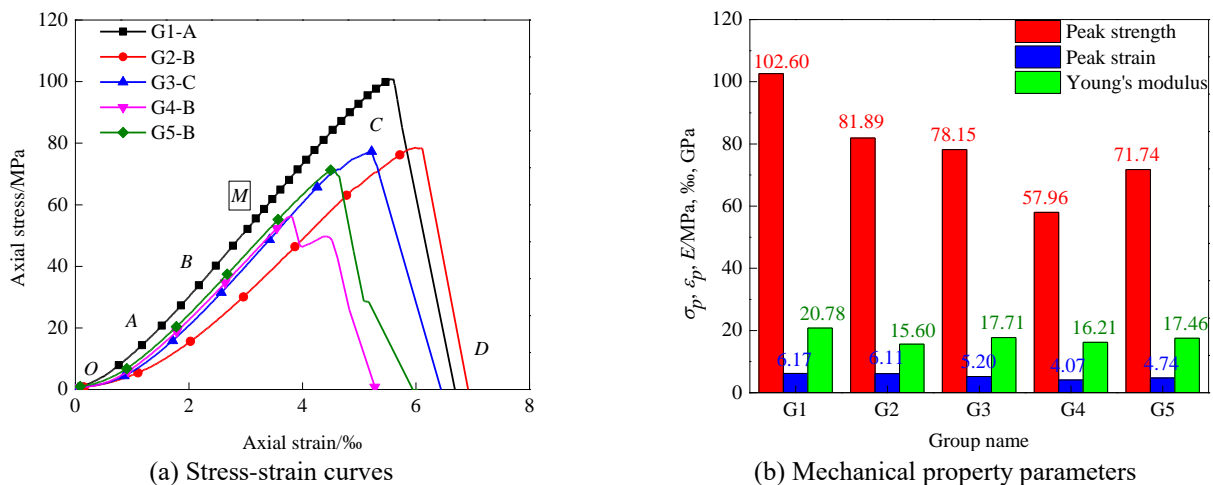 120
100
80
60
40
20
0
Axial stress/MPa
G1-A
G2-B
G3-C
G4-B
G5-B
O
A
B
M
C
D
0
2
4
6
8
Axial strain/‰
(a) Stress-strain curves
120
100
80
60
40
20
0
σp, εp, E/MPa, ‰, GPa
Peak strength
Peak strain
Young's modulus
102.60
6.17
20.78
81.89
6.11
15.60
78.15
5.20
17.71
57.96
4.07
16.21
71.74
4.74
17.46
G1
G2
G3
G4
G5
Group name
(b) Mechanical property parameters